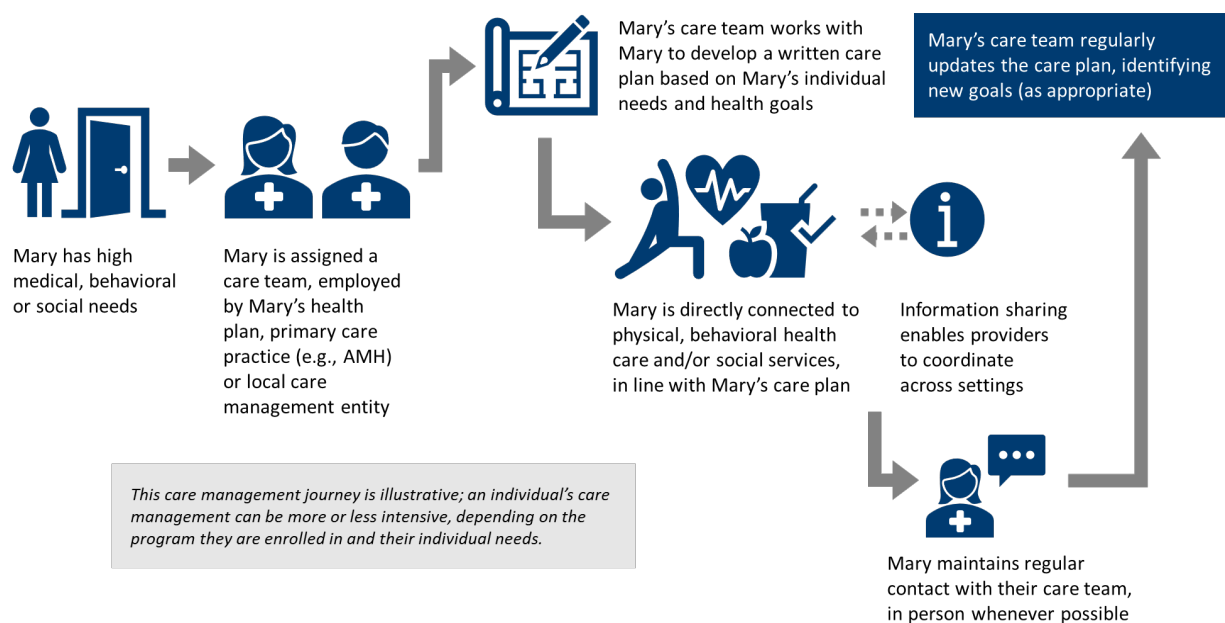 Mary has high
medical, behavioral
or social needs
Mary is assigned a
care team, employed
by Mary's health
plan, primary care
practice (e.g., AMH)
or local care
management entity
Mary's care team works with
Mary to develop a written care
plan based on Mary's individual
needs and health goals
Mary is directly connected to
physical, behavioral health
care and/or social services,
in line with Mary's care plan
i
Information sharing
enables providers
to coordinate
across settings
Mary maintains regular
contact with their care team,
in person whenever possible
Mary's care team regularly
updates the care plan, identifying
new goals (as appropriate)
This care management journey is illustrative; an individual's care
management can be more or less intensive, depending on the
program they are enrolled in and their individual needs.